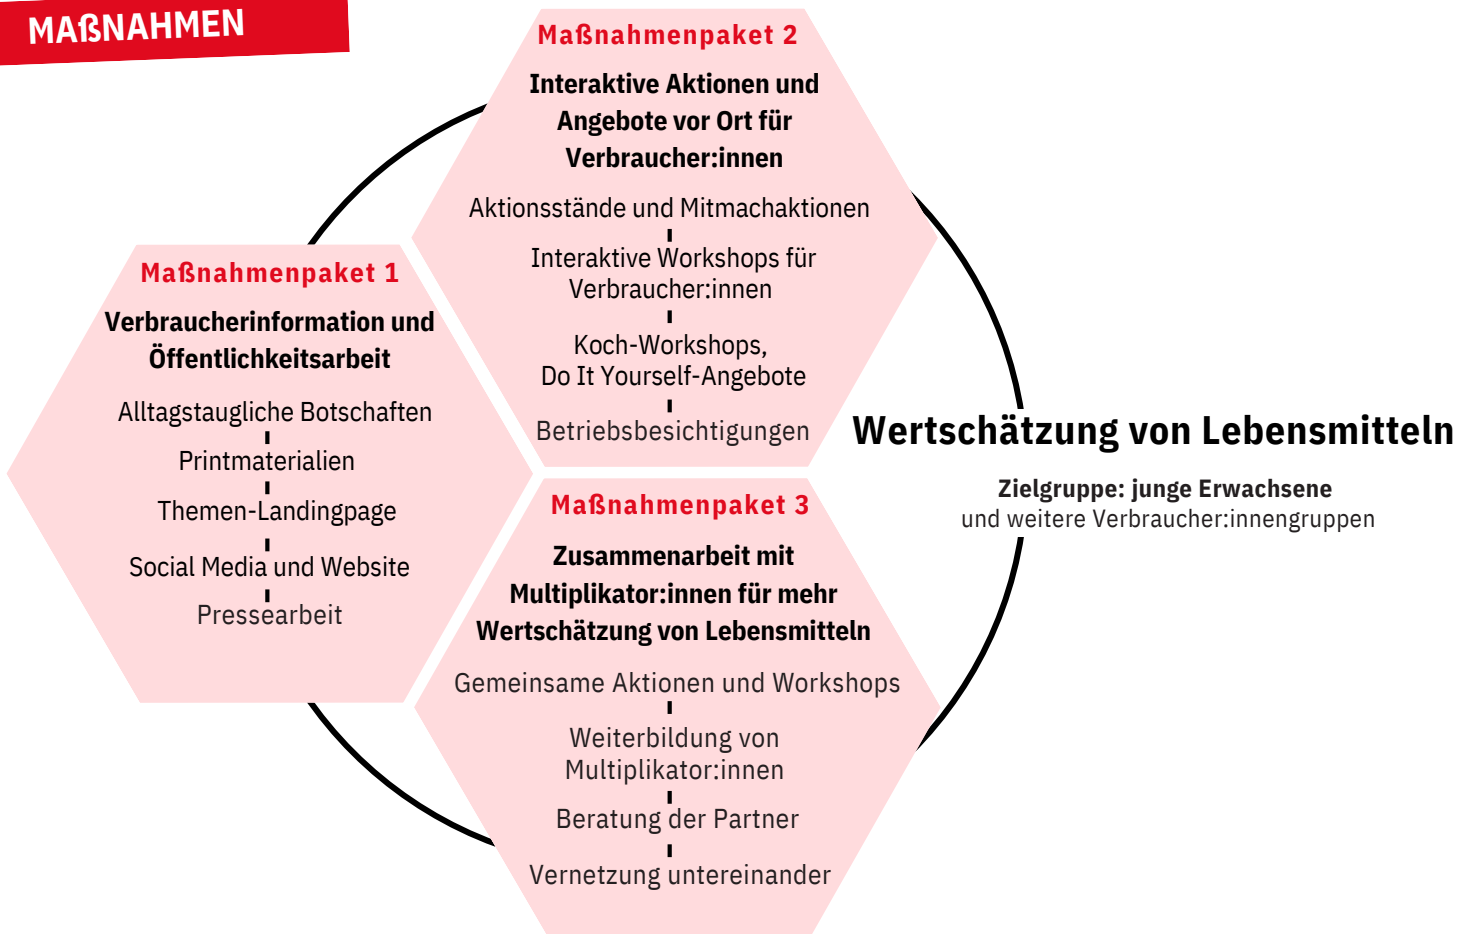 MAßNAHMEN
Maßnahmenpaket 1
Verbraucherinformation und
Öffentlichkeitsarbeit
Alltagstaugliche Botschaften
Printmaterialien
Themen-Landingpage
Social Media und Website
Pressearbeit
Maßnahmenpaket 2
Interaktive Aktionen und
Angebote vor Ort für
Verbraucher:innen
Aktionsstände und Mitmachaktionen
Interaktive Workshops für
Verbraucher:innen
Koch-Workshops,
Do It Yourself-Angebote
Betriebsbesichtigungen
Maßnahmenpaket 3
Zusammenarbeit mit
Multiplikator:innen für mehr
Wertschätzung von Lebensmitteln
Gemeinsame Aktionen und Workshops
Weiterbildung von
Multiplikator:innen
Beratung der Partner
Vernetzung untereinander
Wertschätzung von Lebensmitteln
Zielgruppe: junge Erwachsene
und weitere Verbraucher:innengruppen